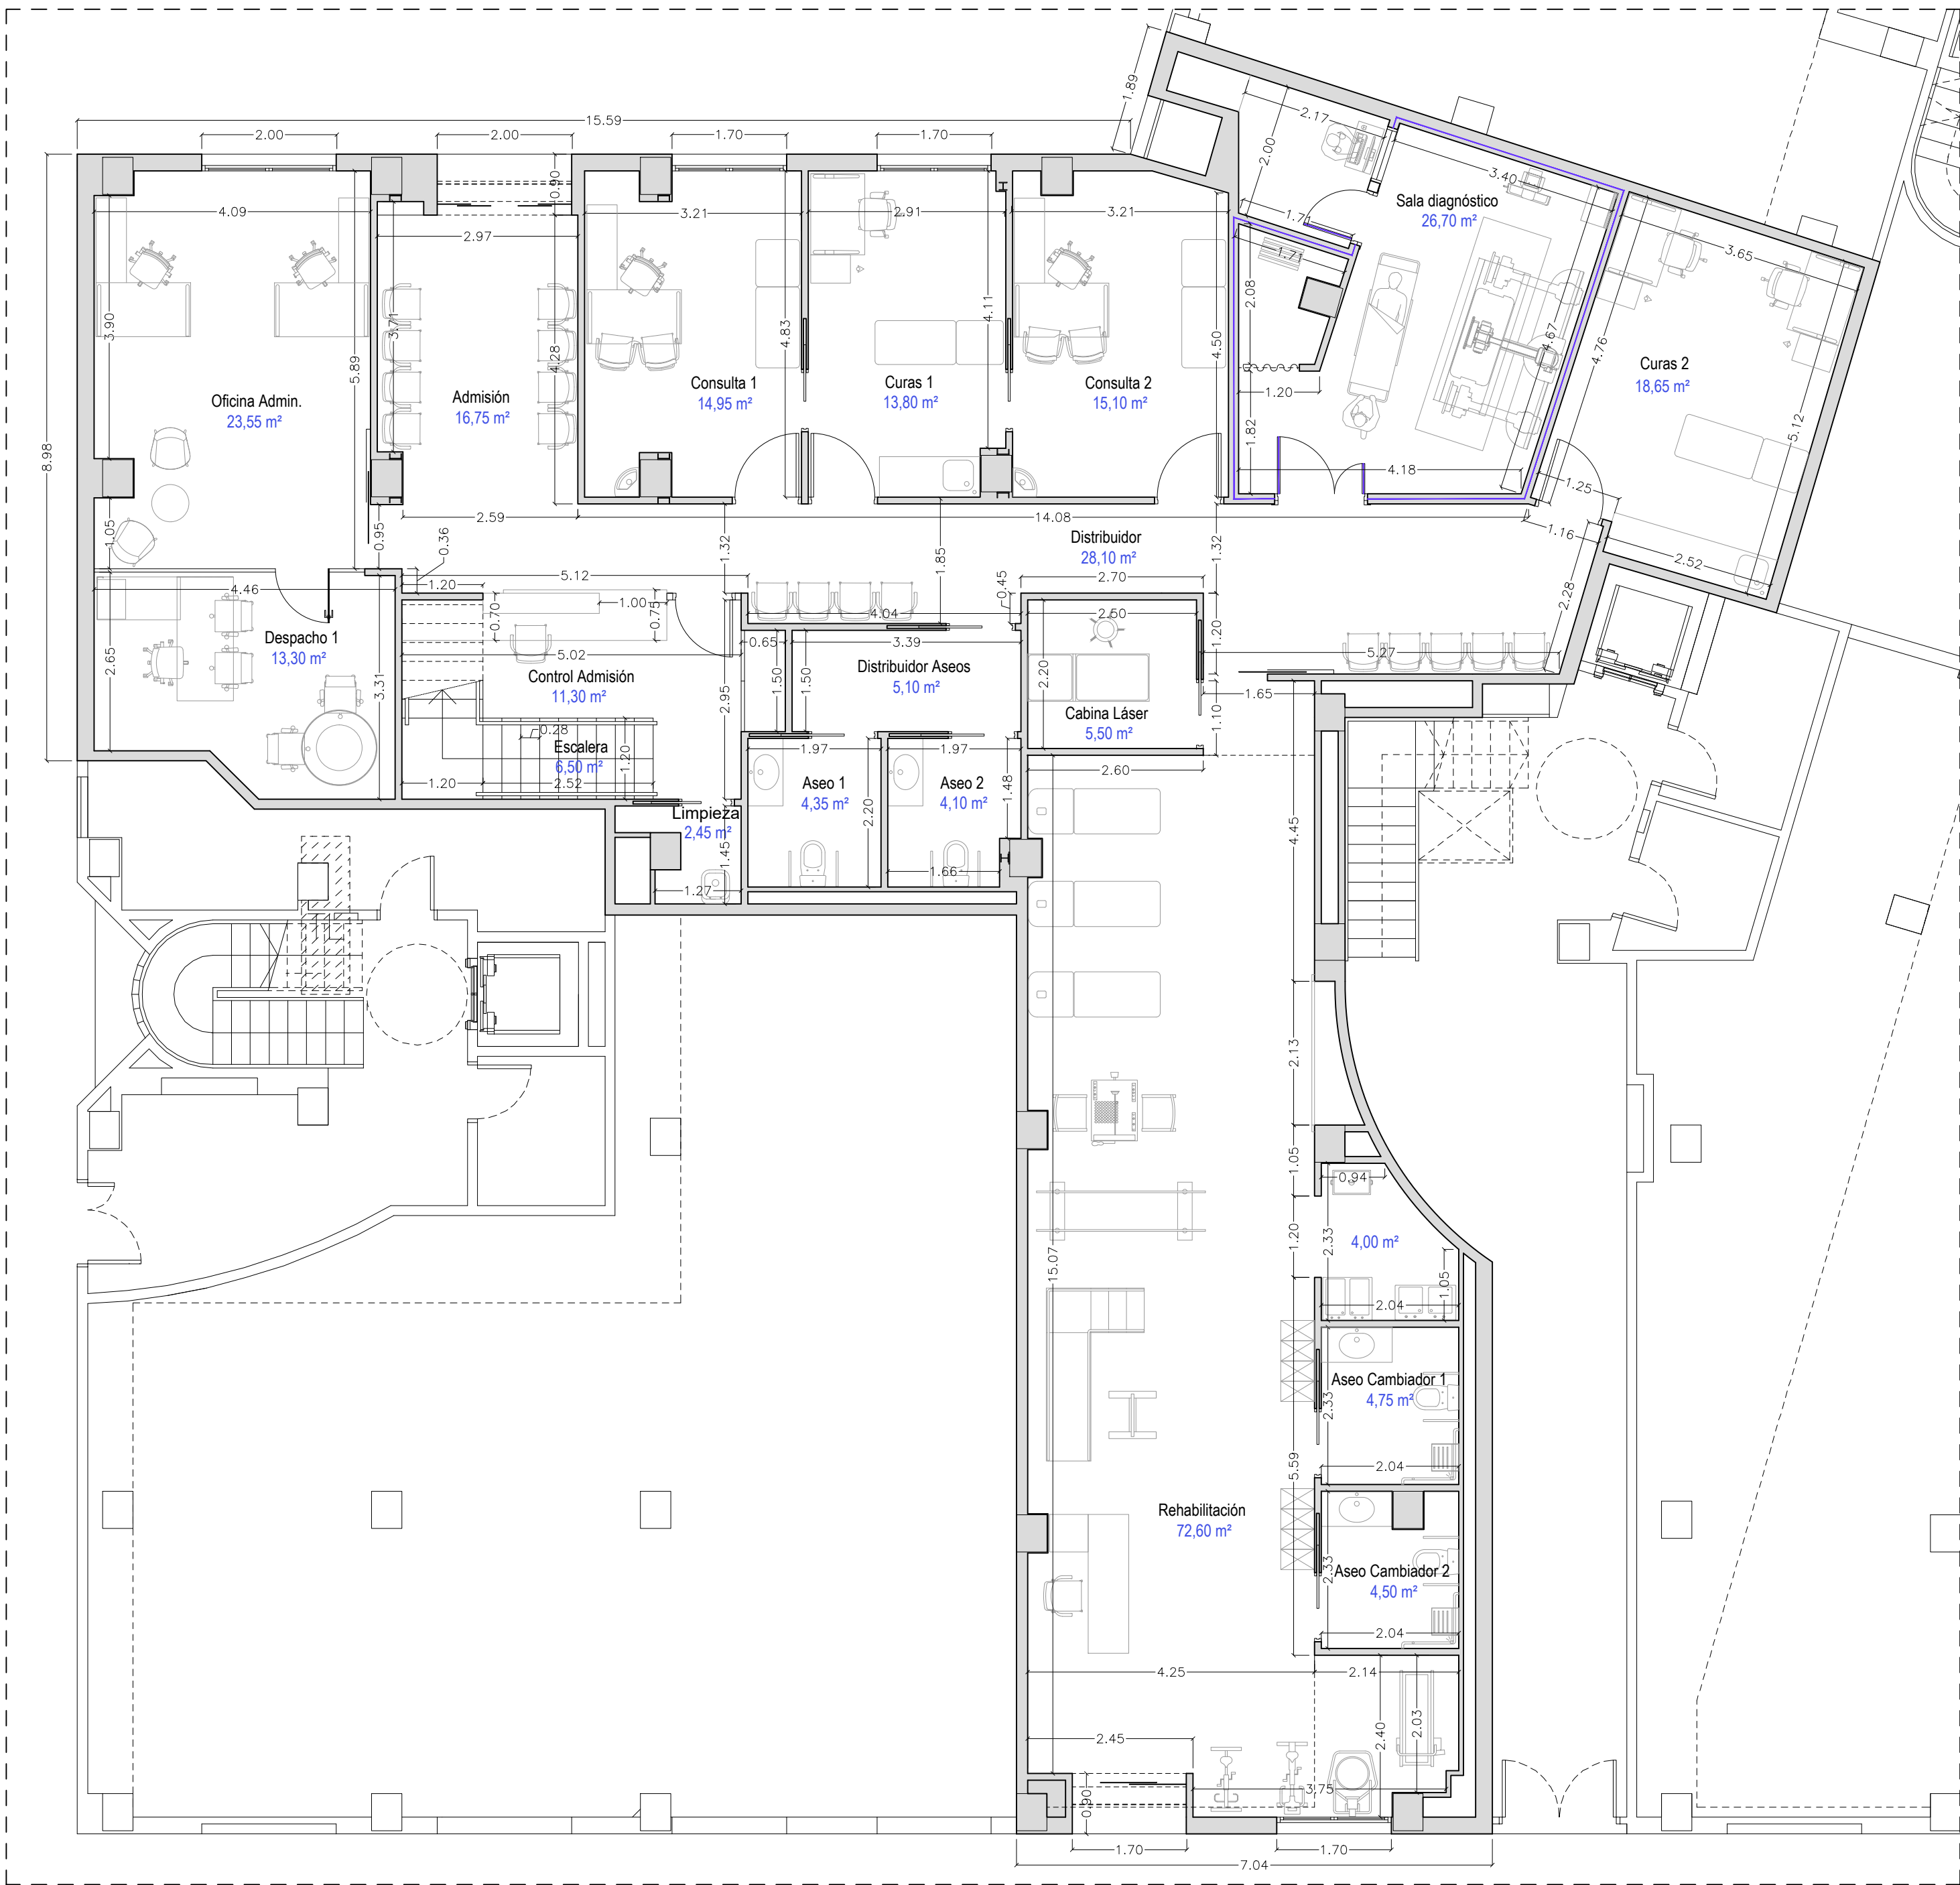 1.89
15.59
2.00
2.00
1.70
1.70
2.17
2.00
3.40
Sala diagnóstico
26,70 m²
0.90
4.09
2.97
3.21
2.91
3.21
1.71
1.71
3.65
8.98
3.90
5.89
3.71
4.28
4.83
4.11
4.50
2.08
4.67
4.76
5.12
Curas 2
18,65 m²
Oficina Admin.
23,55 m²
Admisión
16,75 m²
Consulta 1
14,95 m²
Curas 1
13,80 m²
Consulta 2
15,10 m²
1.20
1.82
4.18
1.25
1.16
2.52
2.28
1.05
0.95
0.36
2.59
14.08
1.32
1.85
Distribuidor
28,10 m²
1.32
4.46
1.20
5.12
0.45
2.70
0.70
1.00
0.75
4.04
2.50
1.20
Despacho 1
13,30 m²
2.65
3.31
5.02
Control Admisión
11,30 m²
2.95
0.65
3.39
1.50
1.50
Distribuidor Aseos
5,10 m²
2.20
Cabina Láser
5,50 m²
5.27
1.65
1.10
0.28
Escalera
6,50 m²
1.20
1.20
2.52
1.97
1.97
Aseo 1
4,35 m²
2.20
Aseo 2
4,10 m²
1.48
2.60
Limpieza
2,45 m²
1.45
1.27
1.66
4.45
2.13
1.05
0.94
1.20
2.33
4,00 m²
1.05
15.07
2.04
Aseo Cambiador 1
4,75 m²
2.33
2.04
5.59
Rehabilitación
72,60 m²
2.33
Aseo Cambiador 2
4,50 m²
2.04
4.25
2.14
2.45
2.40
2.03
3.75
0.90
1.70
1.70
7.04